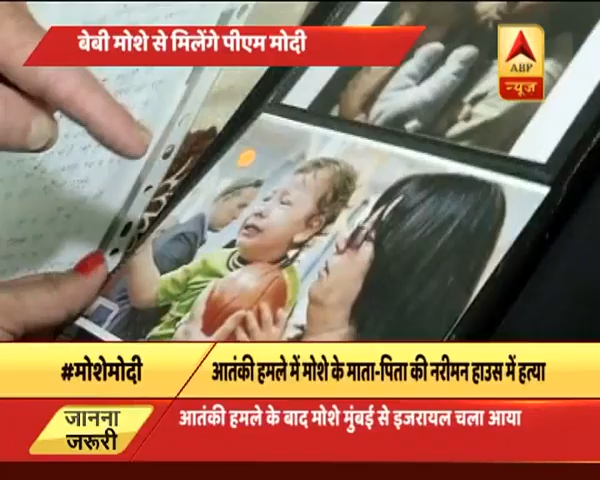 बेबी मोशे से मिलेंगे पीएम मोदी
ABP
न्यूज़
#मोशेमोदी
आतंकी हमले में मोशे के माता-पिता की नरीमन हाउस में हत्या
जानना
जरूरी
आतंकी हमले के बाद मोशे मुंबई से इजरायल चला आया